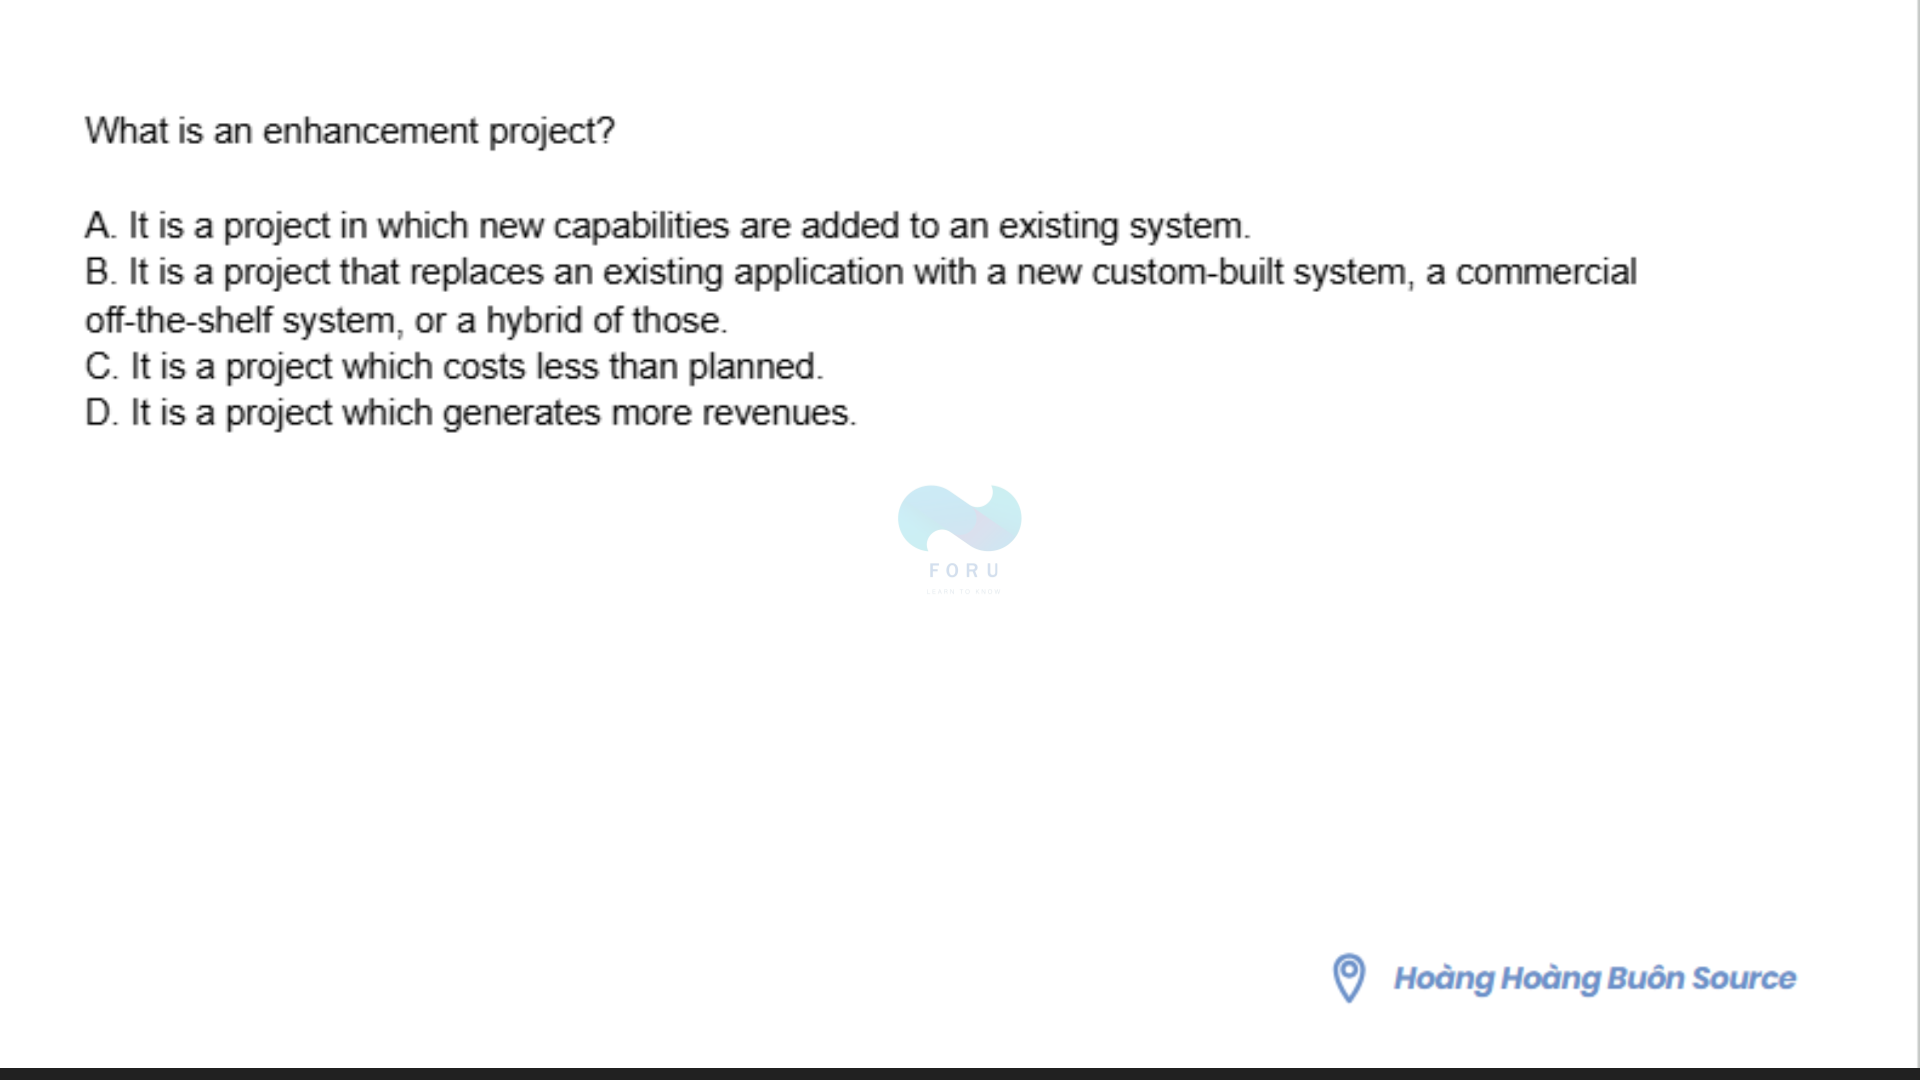 What is an enhancement project?
A. It is a project in which new capabilities are added to an existing system.
B. It is a project that replaces an existing application with a new custom-built system, a commercial
off-the-shelf system, or a hybrid of those.
C. It is a project which costs less than planned.
D. It is a project which generates more revenues.
FORU
LEARN TO KNOW
Hoàng Hoàng Buôn Source